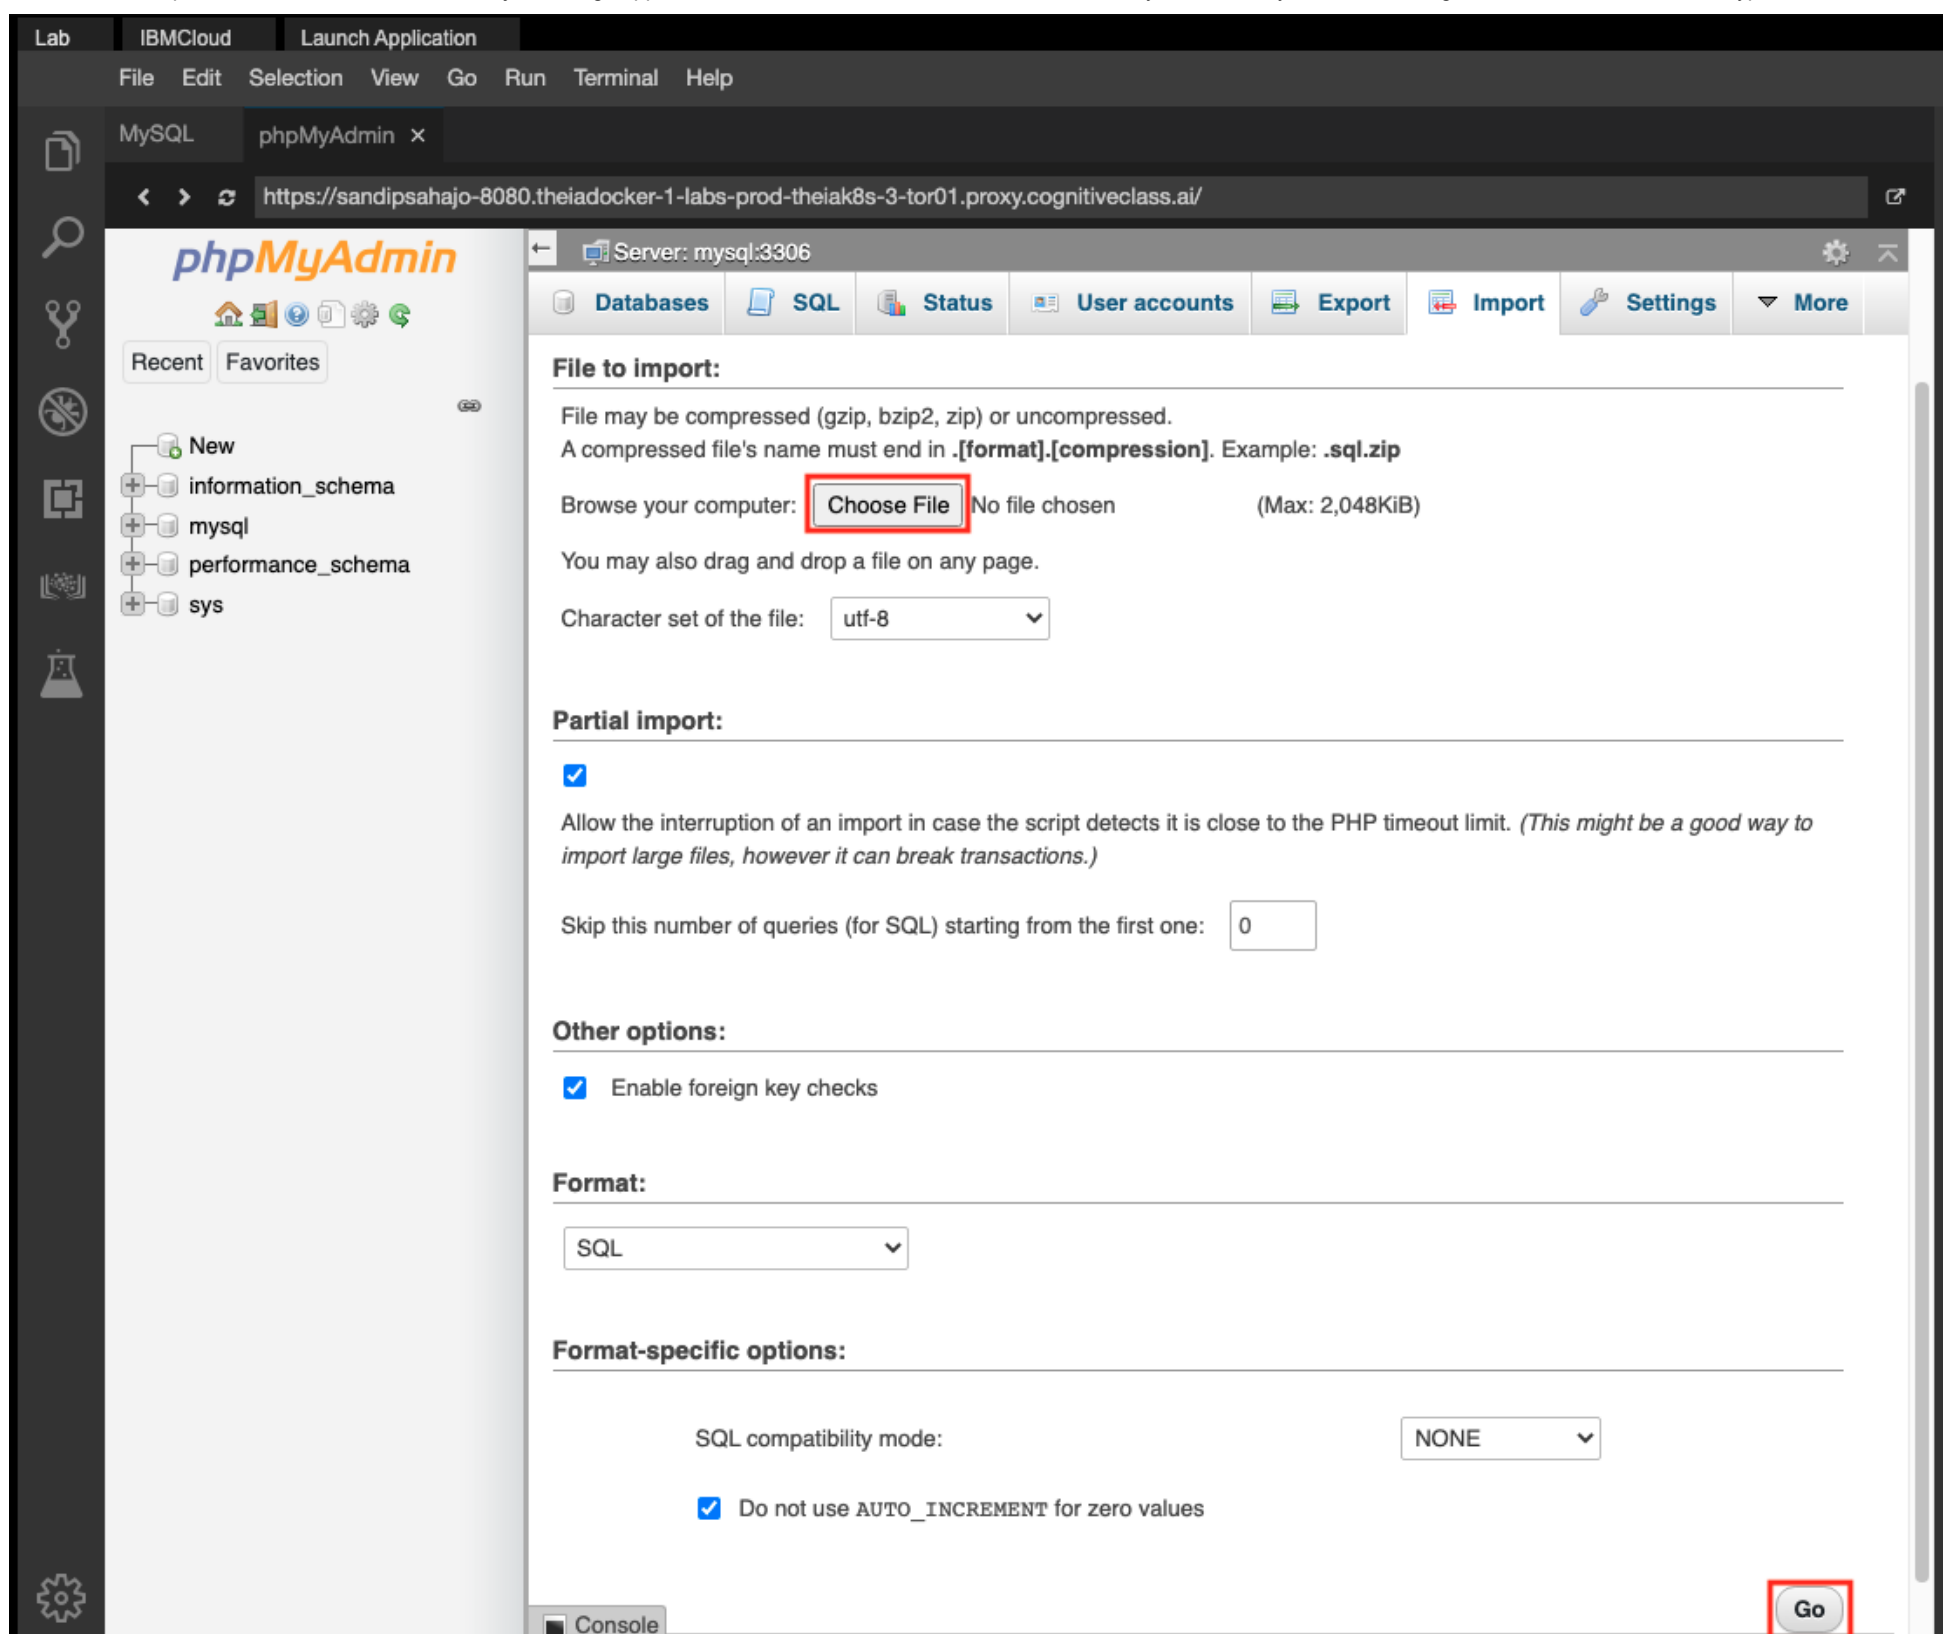 Lab IBMCloud Launch Application
File Edit Selection View Go Run Terminal Help
MySQL phpMyAdmin ×
https://sandipsahajo-8080.theiadocker-1-labs-prod-theiak8s-3-tor01.proxy.cognitiveclass.ai/
phpMyAdmin
Recent Favorites
New
information_schema
mysql
performance_schema
sys
Server: mysql:3306
Databases SQL Status User accounts Export Import Settings More
File to import:
File may be compressed (gzip, bzip2, zip) or uncompressed.
A compressed file's name must end in .[format].[compression]. Example: .sql.zip
Browse your computer: Choose File No file chosen (Max: 2,048KiB)
You may also drag and drop a file on any page.
Character set of the file: utf-8
Partial import:
Allow the interruption of an import in case the script detects it is close to the PHP timeout limit. (This might be a good way to
import large files, however it can break transactions.)
Skip this number of queries (for SQL) starting from the first one: 0
Other options:
Enable foreign key checks
Format:
SQL
Format-specific options:
SQL compatibility mode: NONE
Do not use AUTO_INCREMENT for zero values
Go
Console